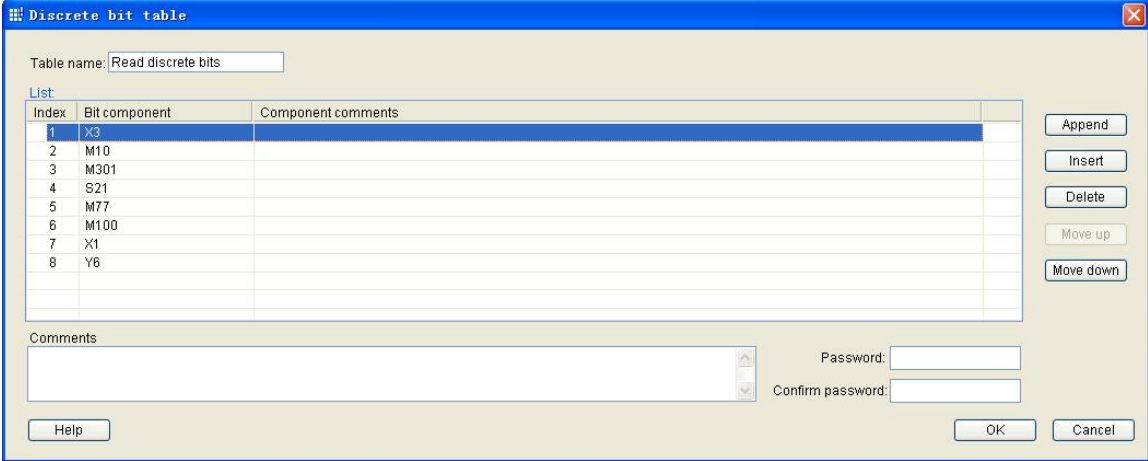 Discrete bit table
Table name: Read discrete bits
List:
Index Bit component Component comments
1 X3
2 M10
3 M301
4 S21
5 M77
6 M100
7 X1
8 Y6
Append
Insert
Delete
Move up
Move down
Comments
Password:
Confirm password:
Help
OK
Cancel